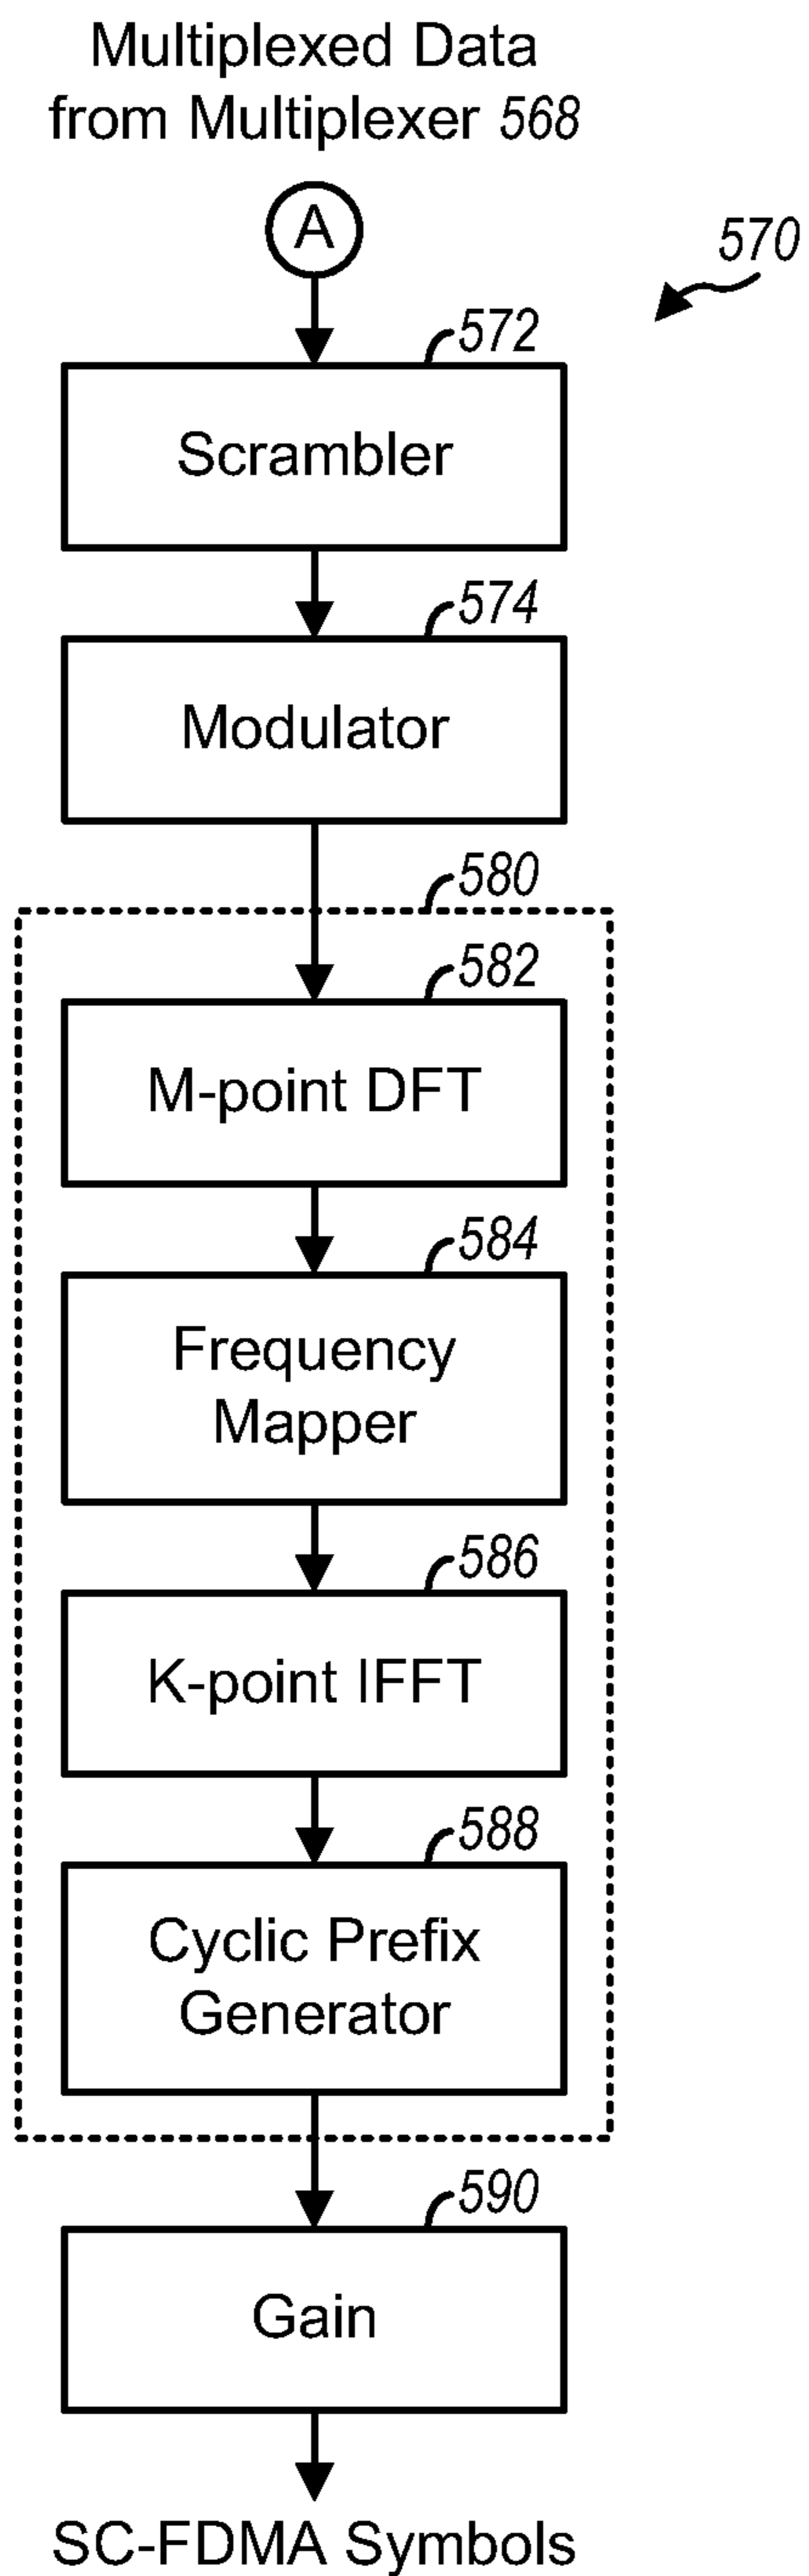 Multiplexed Data
from Multiplexer 568
A
570
572
Scrambler
574
Modulator
580
582
M-point DFT
584
Frequency
Mapper
586
K-point IFFT
588
Cyclic Prefix
Generator
590
Gain
SC-FDMA Symbols